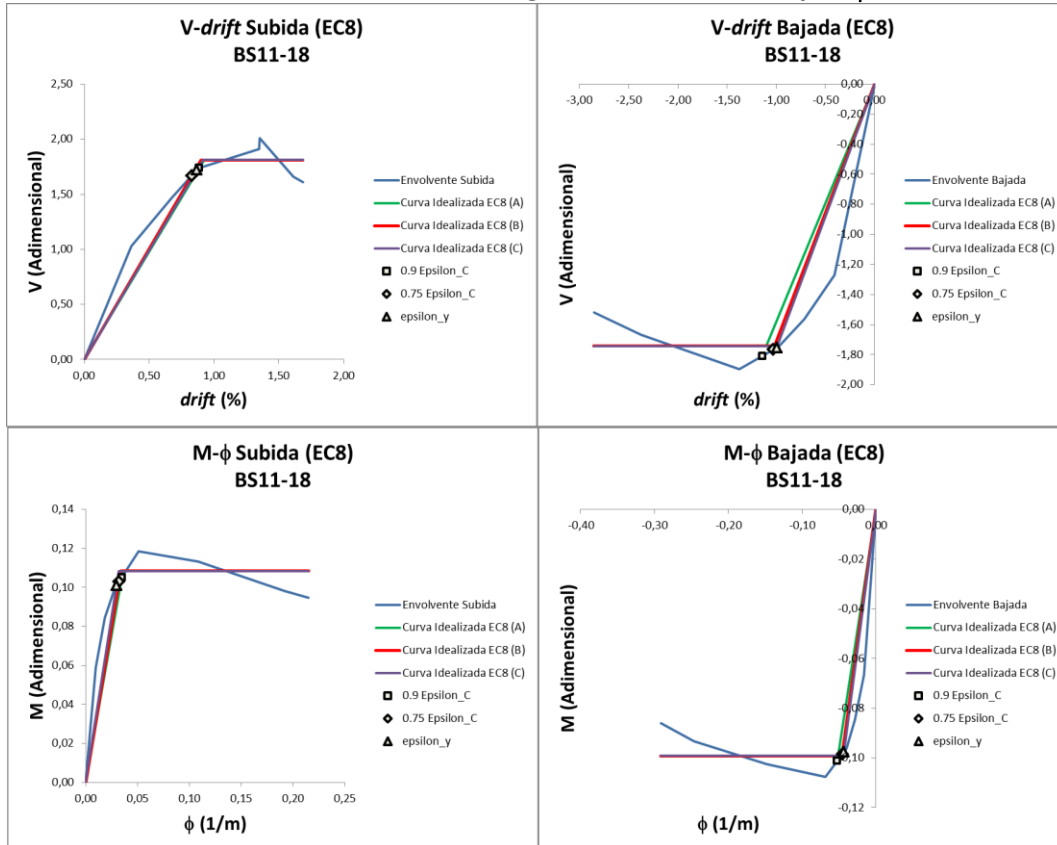 V-drift Subida (EC8)
BS11-18
2,50
2,00
1,50
1,00
0,50
0,00
0,00 0,50 1,00 1,50 2,00
V (Adimensional)
drift (%)
Envolvente Subida
Curva Idealizada EC8 (A)
Curva Idealizada EC8 (B)
Curva Idealizada EC8 (C)
0.9 Epsilon_C
0.75 Epsilon_C
epsilon_y
V-drift Bajada (EC8)
BS11-18
-3,00 -2,50 -2,00 -1,50 -1,00 -0,50 0,00
0,00
-0,20
-0,40
-0,60
-0,80
-1,00
-1,20
-1,40
-1,60
-1,80
-2,00
V (Adimensional)
drift (%)
Envolvente Bajada
Curva Idealizada EC8 (A)
Curva Idealizada EC8 (B)
Curva Idealizada EC8 (C)
0.9 Epsilon_C
0.75 Epsilon_C
epsilon_y
M-ϕ Subida (EC8)
BS11-18
0,14
0,12
0,10
0,08
0,06
0,04
0,02
0,00
0,00 0,05 0,10 0,15 0,20 0,25
M (Adimensional)
ϕ (1/m)
Envolvente Subida
Curva Idealizada EC8 (A)
Curva Idealizada EC8 (B)
Curva Idealizada EC8 (C)
0.9 Epsilon_C
0.75 Epsilon_C
epsilon_y
M-ϕ Bajada (EC8)
BS11-18
-0,40 -0,30 -0,20 -0,10 0,00
0,00
-0,02
-0,04
-0,06
-0,08
-0,10
-0,12
M (Adimensional)
ϕ (1/m)
Envolvente Bajada
Curva Idealizada EC8 (A)
Curva Idealizada EC8 (B)
Curva Idealizada EC8 (C)
0.9 Epsilon_C
0.75 Epsilon_C
epsilon_y